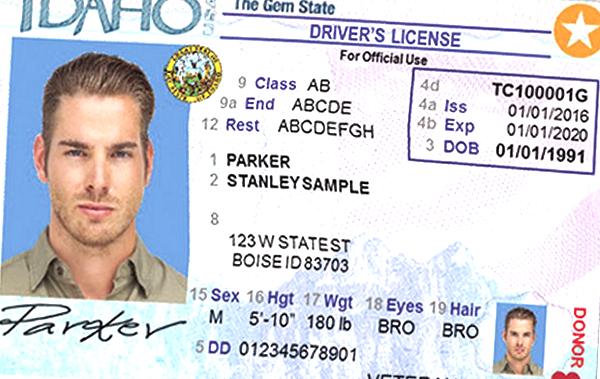 IDAHO
USA
The Gem State
DRIVER'S LICENSE
For Official Use
9 Class AB
9a End ABCDE
12 Rest ABCDEFGH
4d TC100001G
4a Iss 01/01/2016
4b Exp 01/01/2020
3 DOB 01/01/1991
1 PARKER
2 STANLEY SAMPLE
8
123 W STATE ST
BOISE ID 83703
15 Sex 16 Hgt 17 Wgt 18 Eyes 19 Hair
M 5'-10" 180 lb BRO BRO
5 DD 012345678901
Parker
DONOR
VETERAN